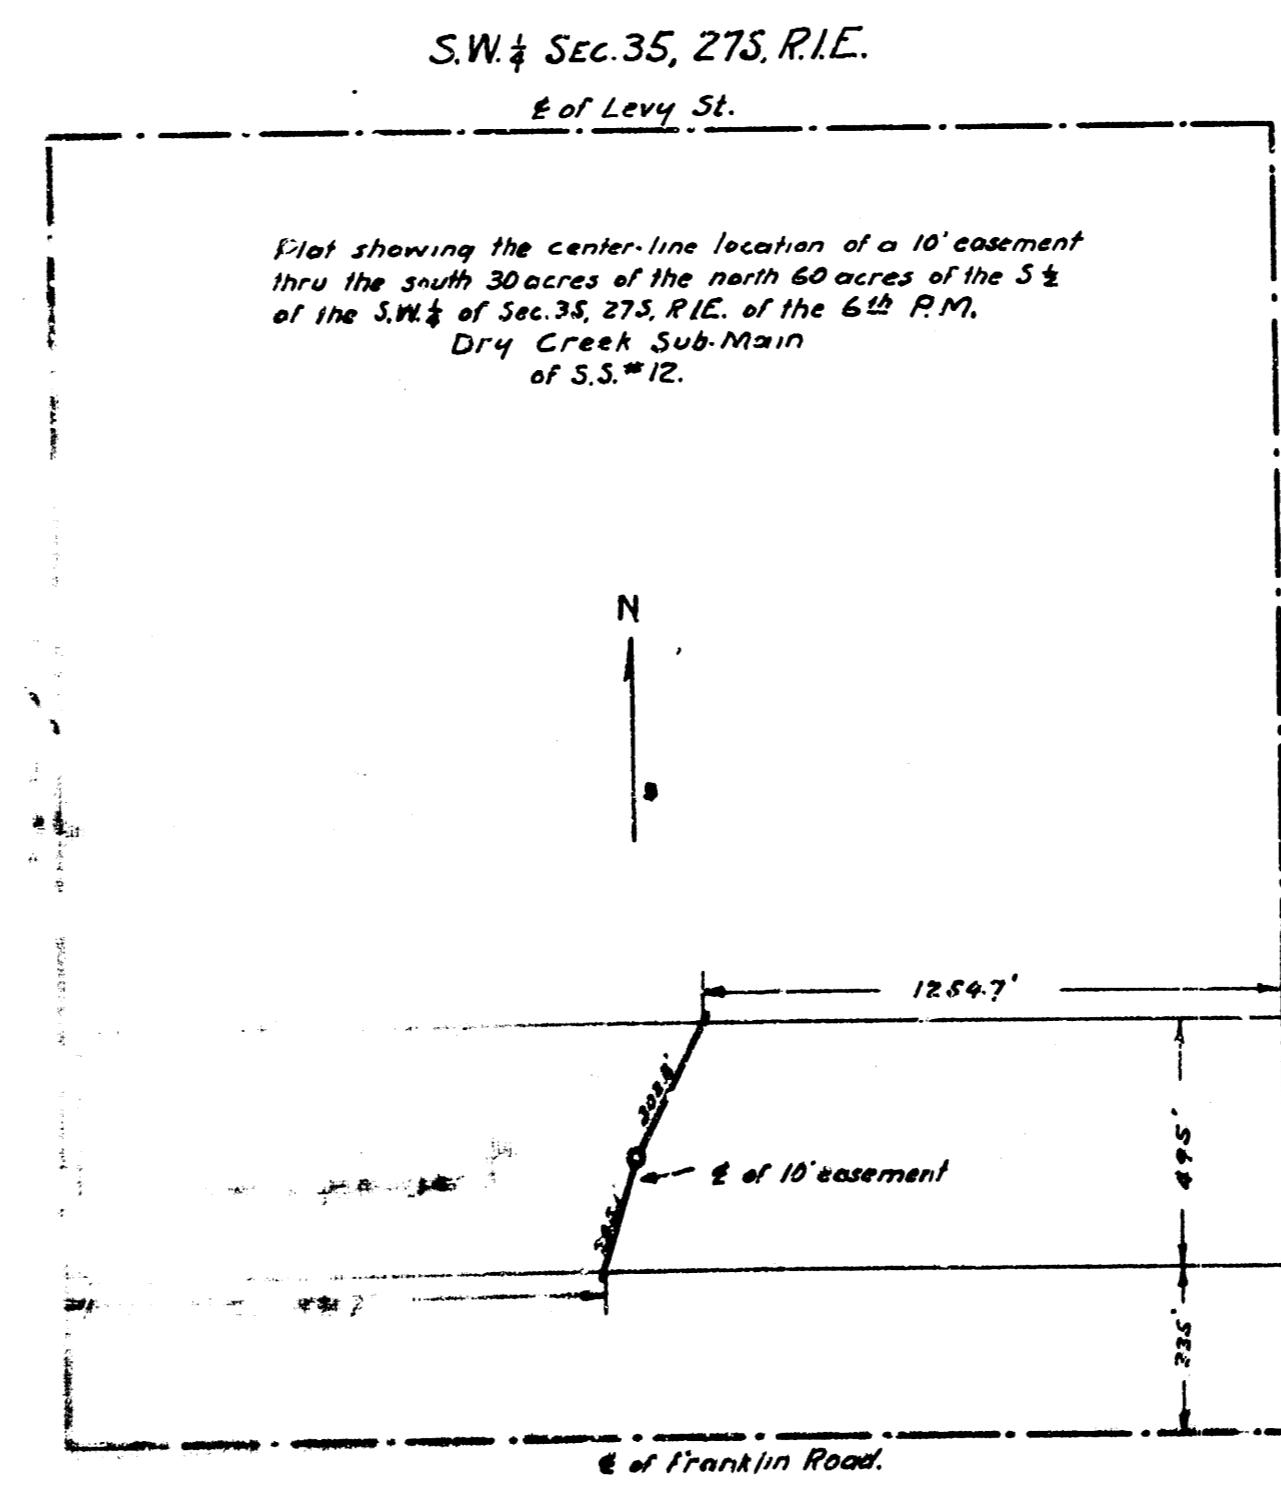 S.W.¼ SEC. 35, 27S, R.1.E.
℄ of Levy St.
Plat showing the center-line location of a 10' easement
thru the south 30 acres of the north 60 acres of the S ½
of the S.W.¼ of Sec. 35, 27S, R1E. of the 6th P.M.
Dry Creek Sub-Main
of S.S. #12.
N
1254.7'
495'
℄ of 10' easement
235'
℄ of Franklin Road.